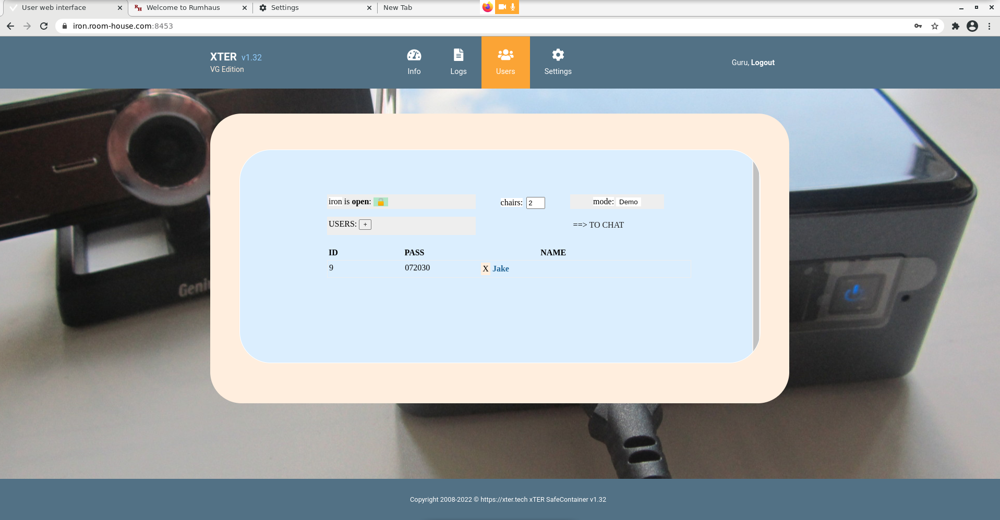 User web interface
Welcome to Rumhaus
Settings
New Tab
iron.room-house.com:8453
XTER v1.32
VG Edition
Info
Logs
Users
Settings
Guru, Logout
iron is open:
chairs: 2
mode: Demo
USERS: +
==> TO CHAT
ID PASS NAME
9 072030 X Jake
Geni
Copyright 2008-2022 © https://xter.tech xTER SafeContainer v1.32